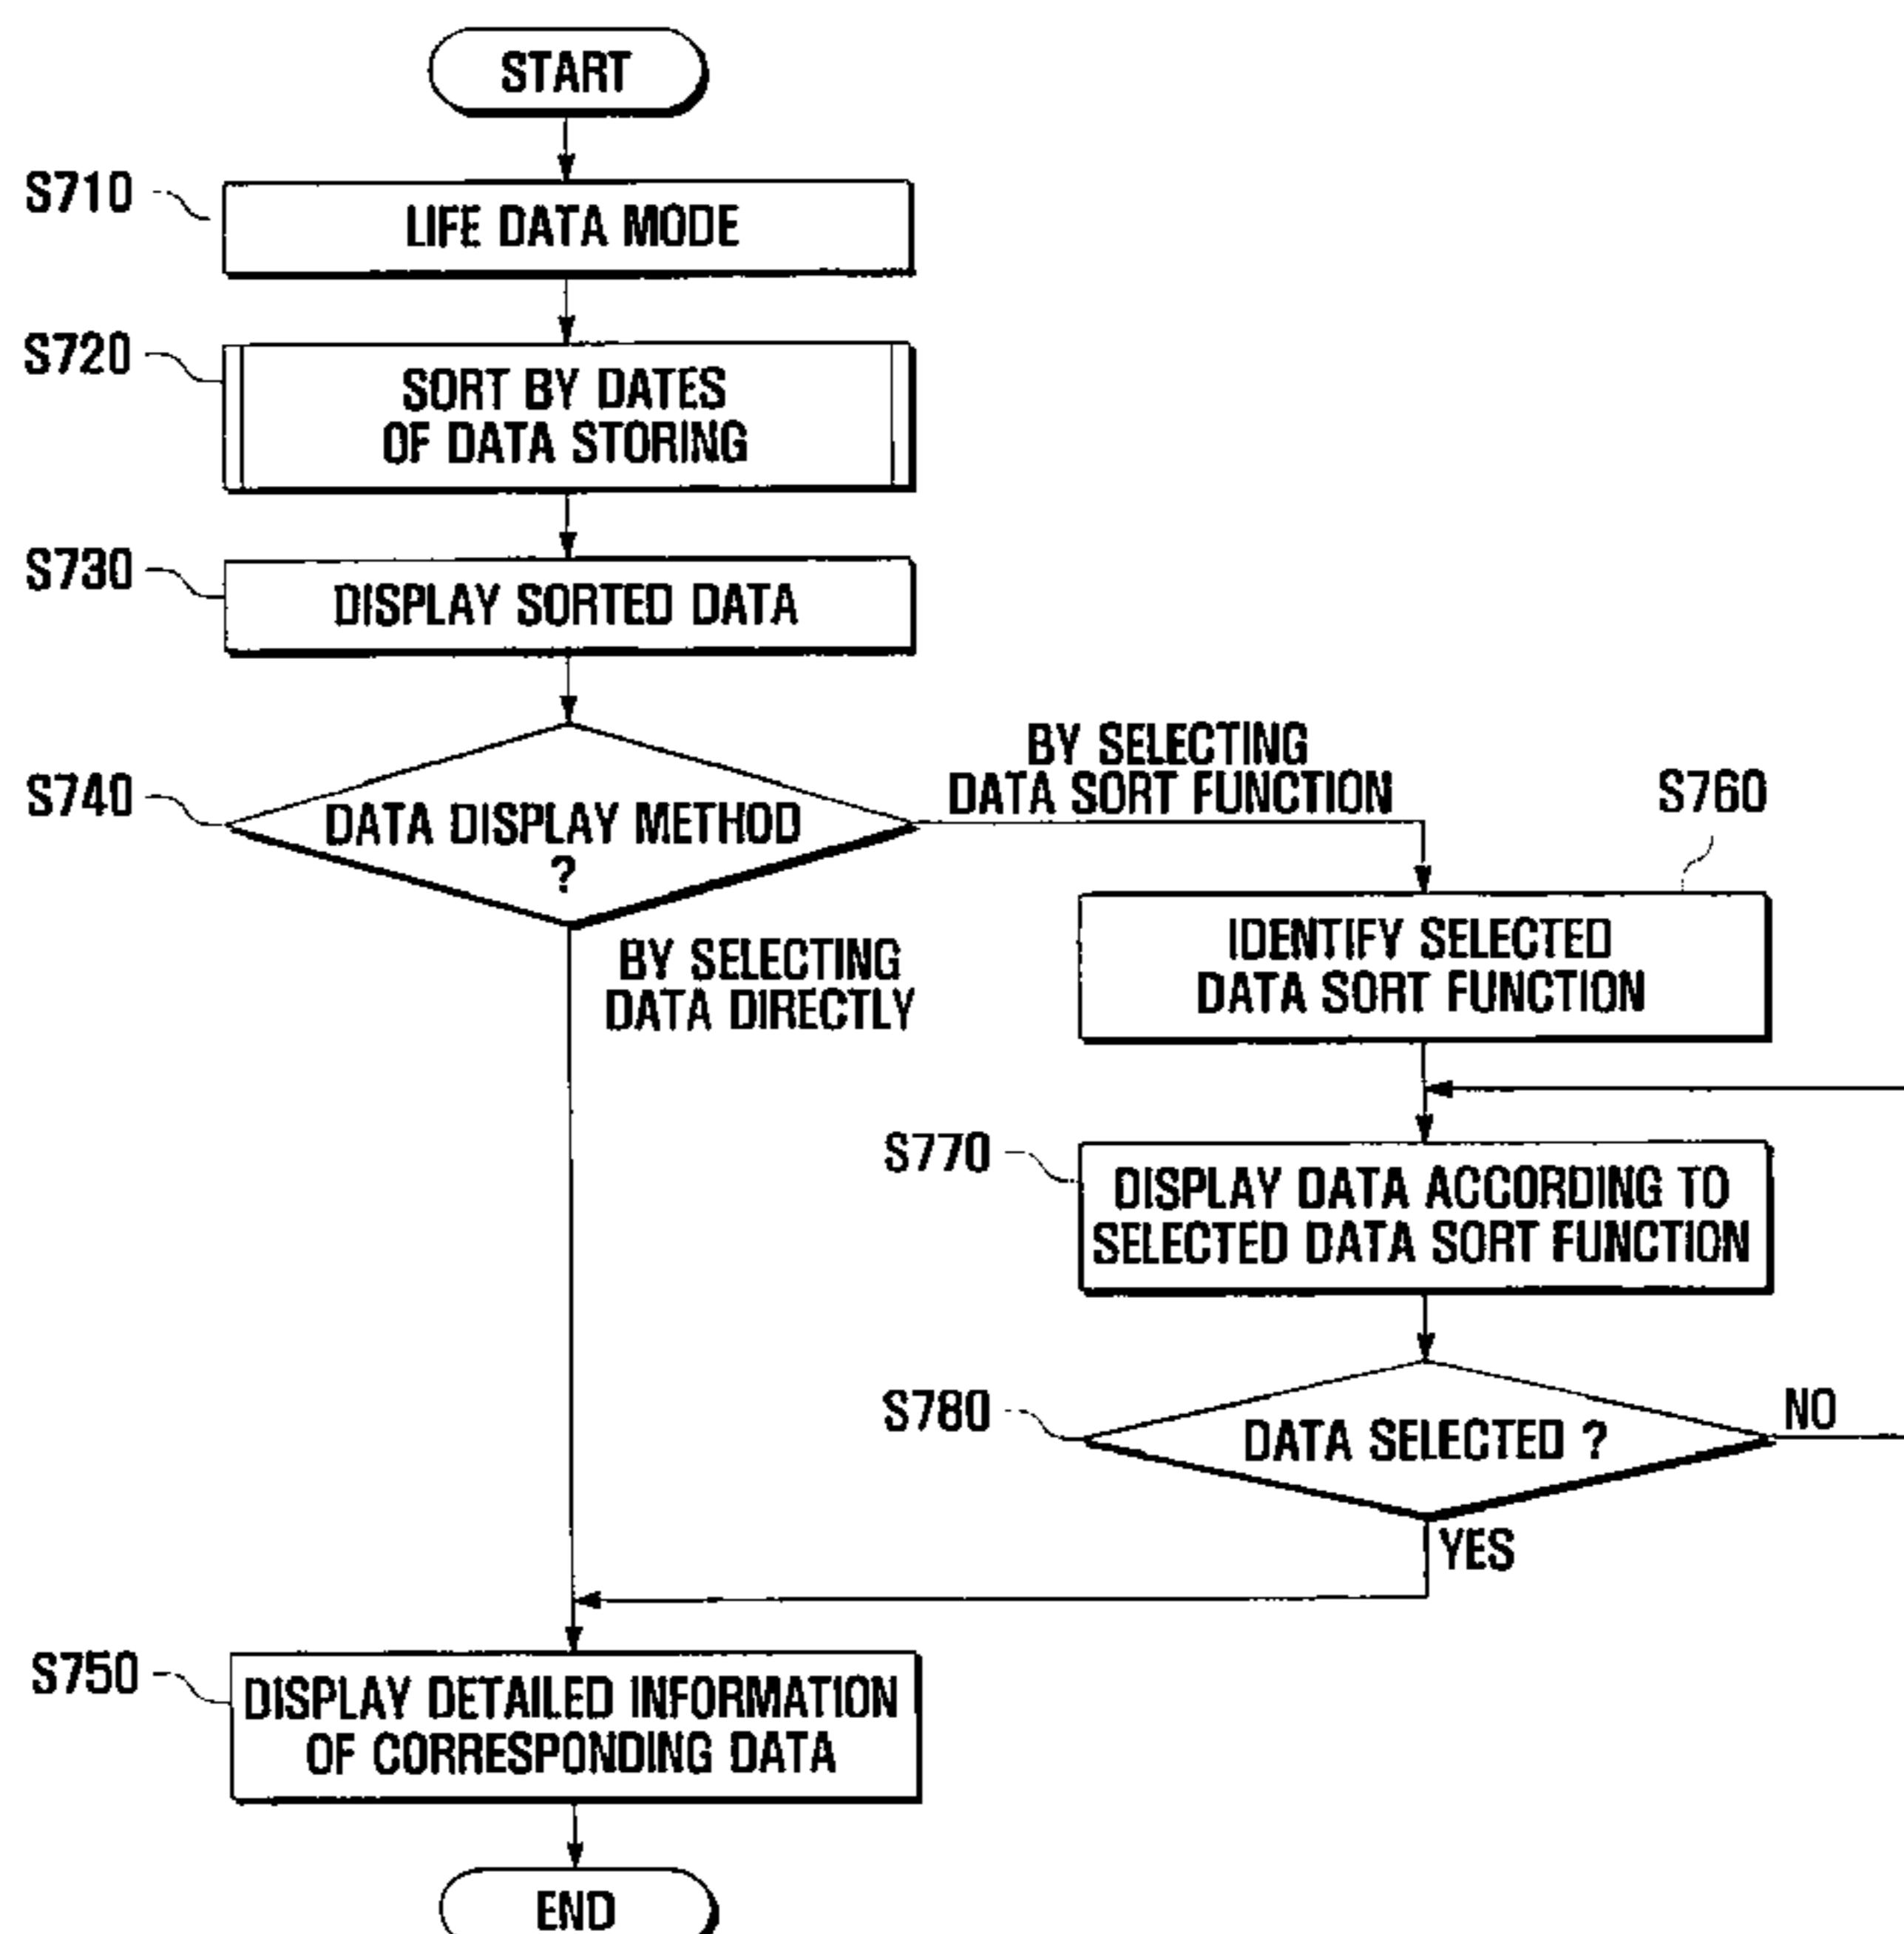 START
S710
LIFE DATA MODE
S720
SORT BY DATES
OF DATA STORING
S730
DISPLAY SORTED DATA
S740
DATA DISPLAY METHOD
?
BY SELECTING
DATA SORT FUNCTION
S760
IDENTIFY SELECTED
DATA SORT FUNCTION
BY SELECTING
DATA DIRECTLY
S770
DISPLAY DATA ACCORDING TO
SELECTED DATA SORT FUNCTION
S780
DATA SELECTED ?
NO
YES
S750
DISPLAY DETAILED INFORMATION
OF CORRESPONDING DATA
END